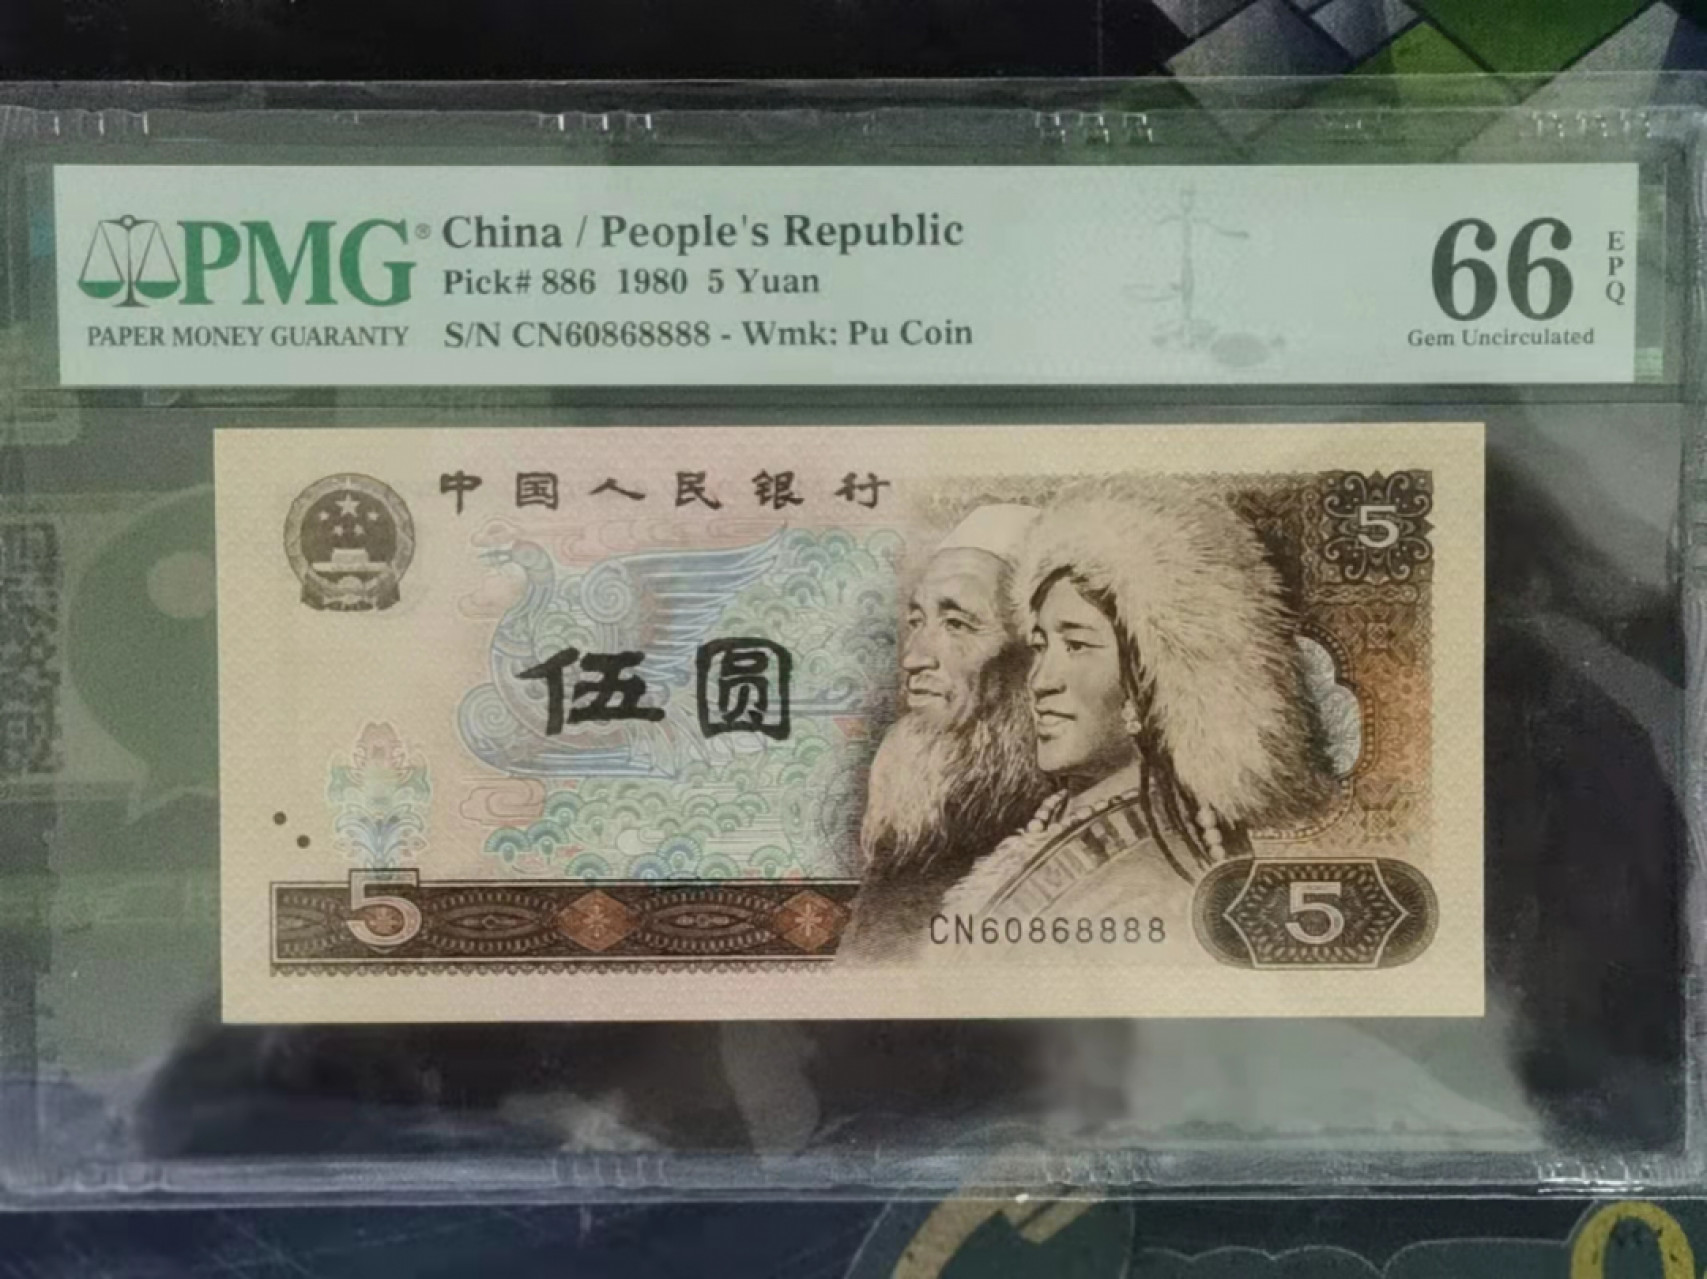 PMG®
PAPER MONEY GUARANTY
China / People's Republic
Pick# 886 1980 5 Yuan
S/N CN60868888 - Wmk: Pu Coin
66
EPQ
Gem Uncirculated
中国人民银行
5
伍圆
5
CN60868888
5